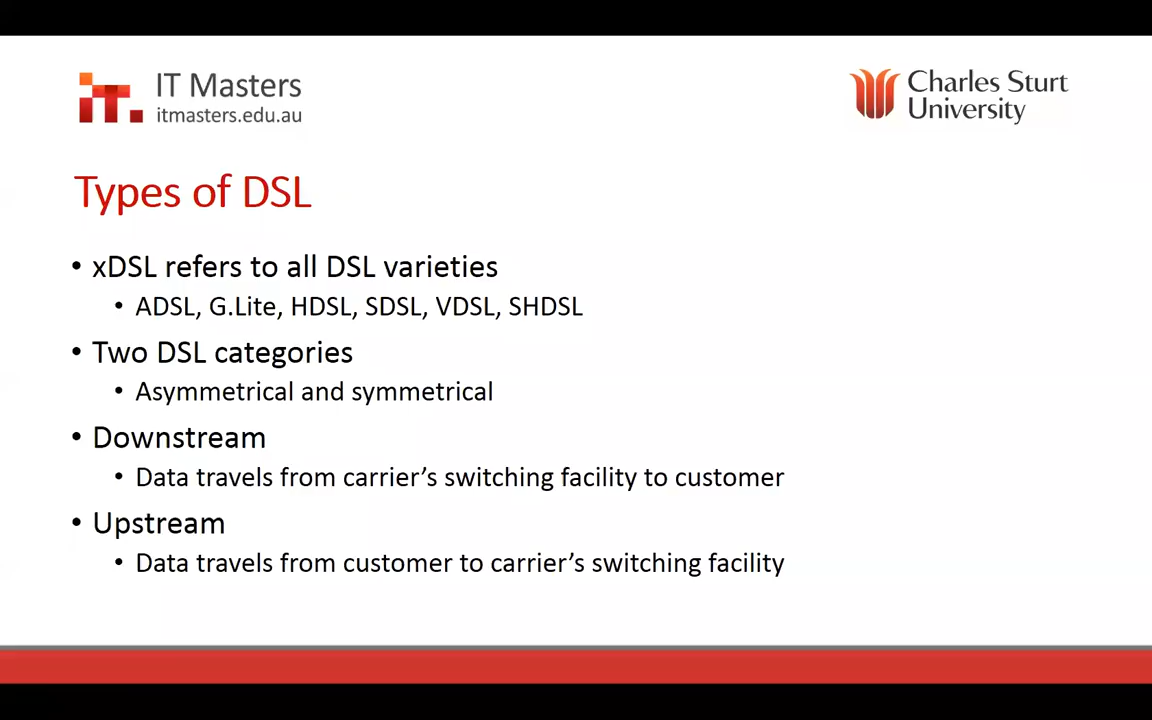 IT Masters
itmasters.edu.au
Charles Sturt
University
Types of DSL
• xDSL refers to all DSL varieties
• ADSL, G.Lite, HDSL, SDSL, VDSL, SHDSL
• Two DSL categories
• Asymmetrical and symmetrical
• Downstream
• Data travels from carrier’s switching facility to customer
• Upstream
• Data travels from customer to carrier’s switching facility